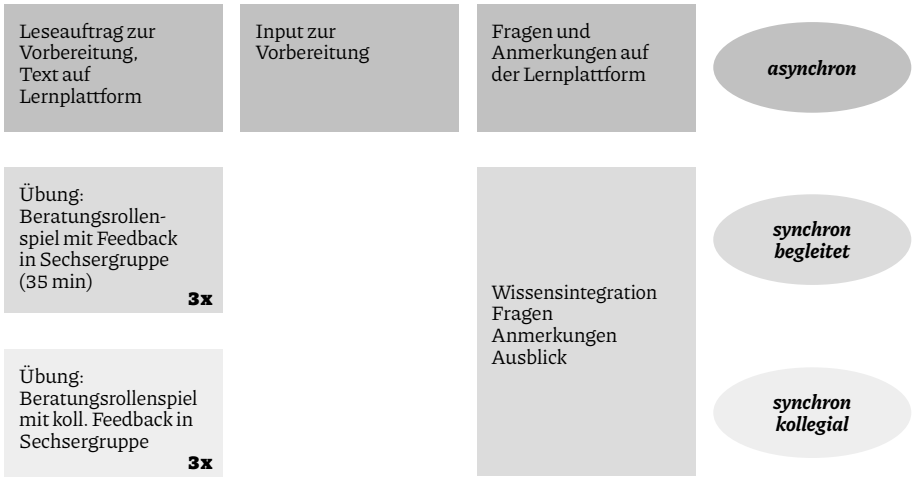 Leseauftrag zur
Vorbereitung,
Text auf
Lernplattform
Input zur
Vorbereitung
Fragen und
Anmerkungen auf
der Lernplattform
asynchron
Übung:
Beratungsrollen-
spiel mit Feedback
in Sechsergruppe
(35 min)
3x
Wissensintegration
Fragen
Anmerkungen
Ausblick
synchron
begleitet
Übung:
Beratungsrollenspiel
mit koll. Feedback in
Sechsergruppe
3x
synchron
kollegial